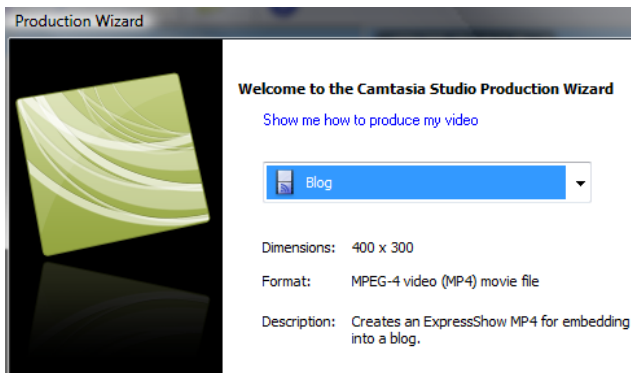 Production Wizard
Welcome to the Camtasia Studio Production Wizard
Show me how to produce my video
Blog
Dimensions: 400 x 300
Format: MPEG-4 video (MP4) movie file
Description: Creates an ExpressShow MP4 for embedding
into a blog.